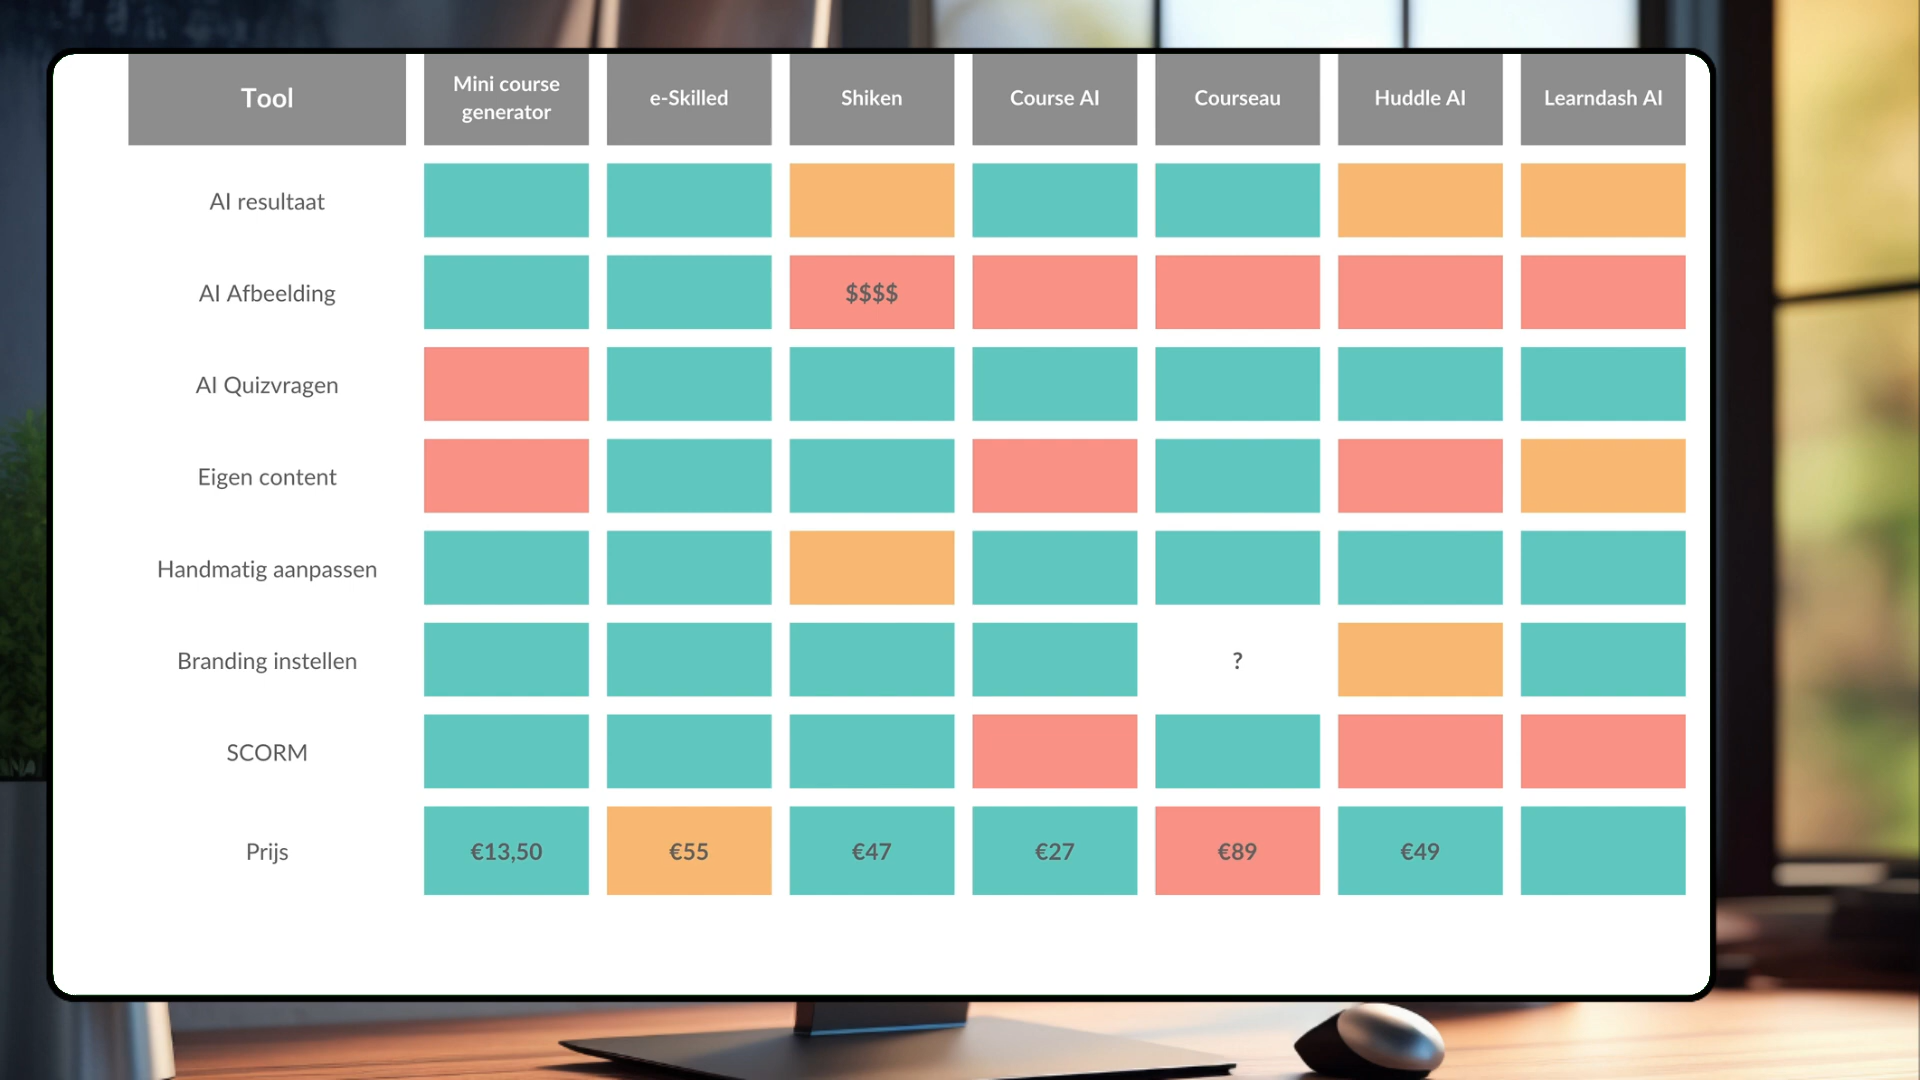 Tool
Mini course
generator
e-Skilled
Shiken
Course AI
Courseau
Huddle AI
Learndash AI
AI resultaat
AI Afbeelding
$$$$
AI Quizvragen
Eigen content
Handmatig aanpassen
Branding instellen
?
SCORM
Prijs
€13,50
€55
€47
€27
€89
€49